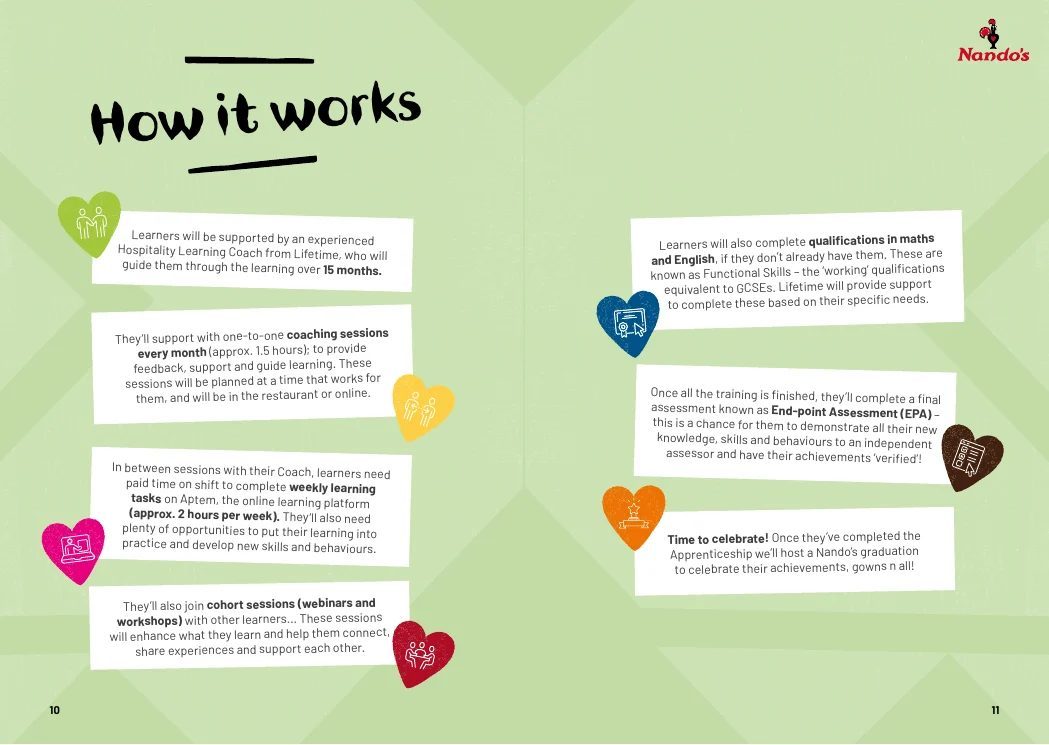 Nando's
How it works
Learners will be supported by an experienced
Hospitality Learning Coach from Lifetime, who will
guide them through the learning over 15 months.
They'll support with one-to-one coaching sessions
every month (approx. 1.5 hours); to provide
feedback, support and guide learning. These
sessions will be planned at a time that works for
them, and will be in the restaurant or online.
In between sessions with their Coach, learners need
paid time on shift to complete weekly learning
tasks on Aptem, the online learning platform
(approx. 2 hours per week). They'll also need
plenty of opportunities to put their learning into
practice and develop new skills and behaviours.
They'll also join cohort sessions (webinars and
workshops) with other learners... These sessions
will enhance what they learn and help them connect,
share experiences and support each other.
10
Learners will also complete qualifications in maths
and English, if they don't already have them. These are
known as Functional Skills – the 'working' qualifications
equivalent to GCSEs. Lifetime will provide support
to complete these based on their specific needs.
Once all the training is finished, they'll complete a final
assessment known as End-point Assessment (EPA) –
this is a chance for them to demonstrate all their new
knowledge, skills and behaviours to an independent
assessor and have their achievements 'verified'!
Time to celebrate! Once they've completed the
Apprenticeship we'll host a Nando's graduation
to celebrate their achievements, gowns n all!
11